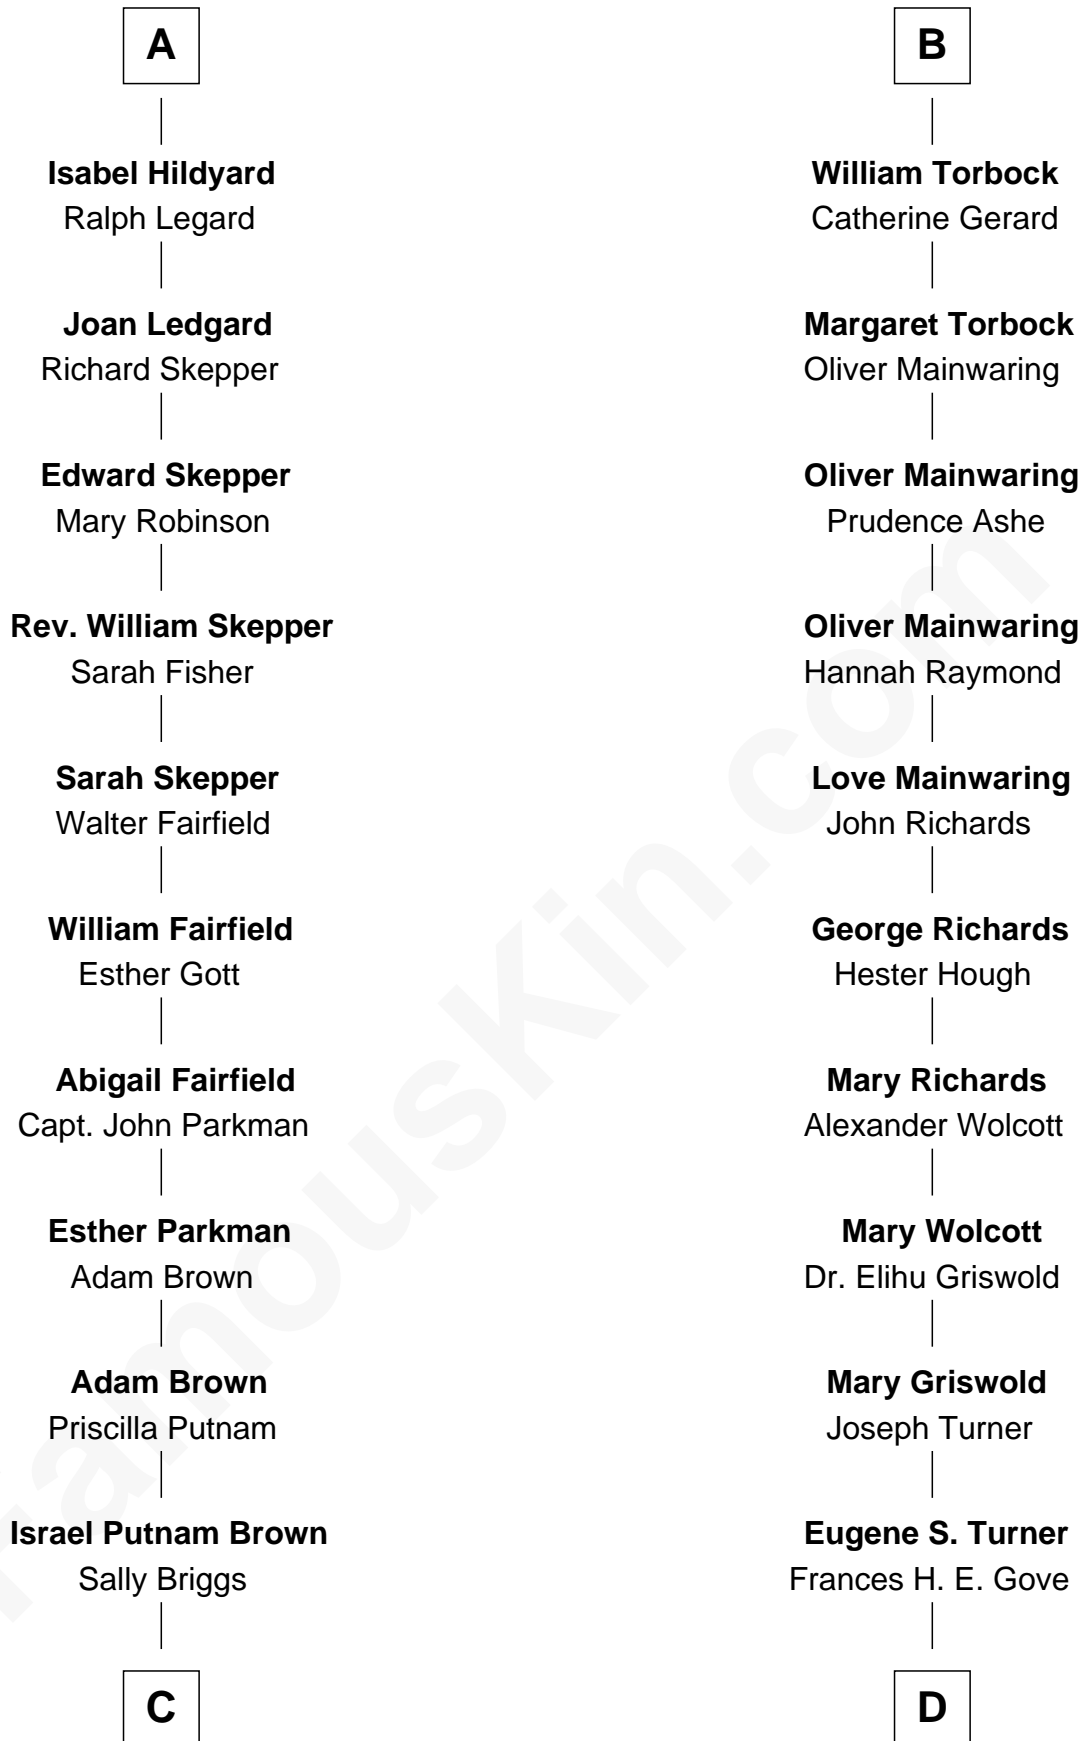 A
Isabel Hildyard
Ralph Legard
Joan Ledgard
Richard Skepper
Edward Skepper
Mary Robinson
Rev. William Skepper
Sarah Fisher
Sarah Skepper
Walter Fairfield
William Fairfield
Esther Gott
Abigail Fairfield
Capt. John Parkman
Esther Parkman
Adam Brown
Adam Brown
Priscilla Putnam
Israel Putnam Brown
Sally Briggs
C
B
William Torbock
Catherine Gerard
Margaret Torbock
Oliver Mainwaring
Oliver Mainwaring
Prudence Ashe
Oliver Mainwaring
Hannah Raymond
Love Mainwaring
John Richards
George Richards
Hester Hough
Mary Richards
Alexander Wolcott
Mary Wolcott
Dr. Elihu Griswold
Mary Griswold
Joseph Turner
Eugene S. Turner
Frances H. E. Gove
D
FamousKin.com